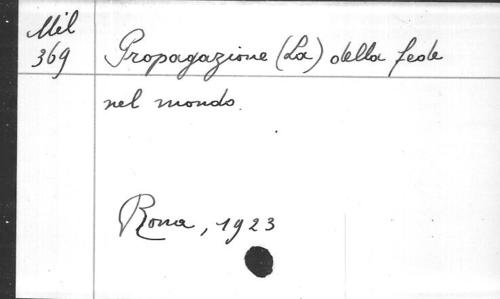 Mil
369
Propagazione (La) della fede
nel mondo.
Roma, 1923